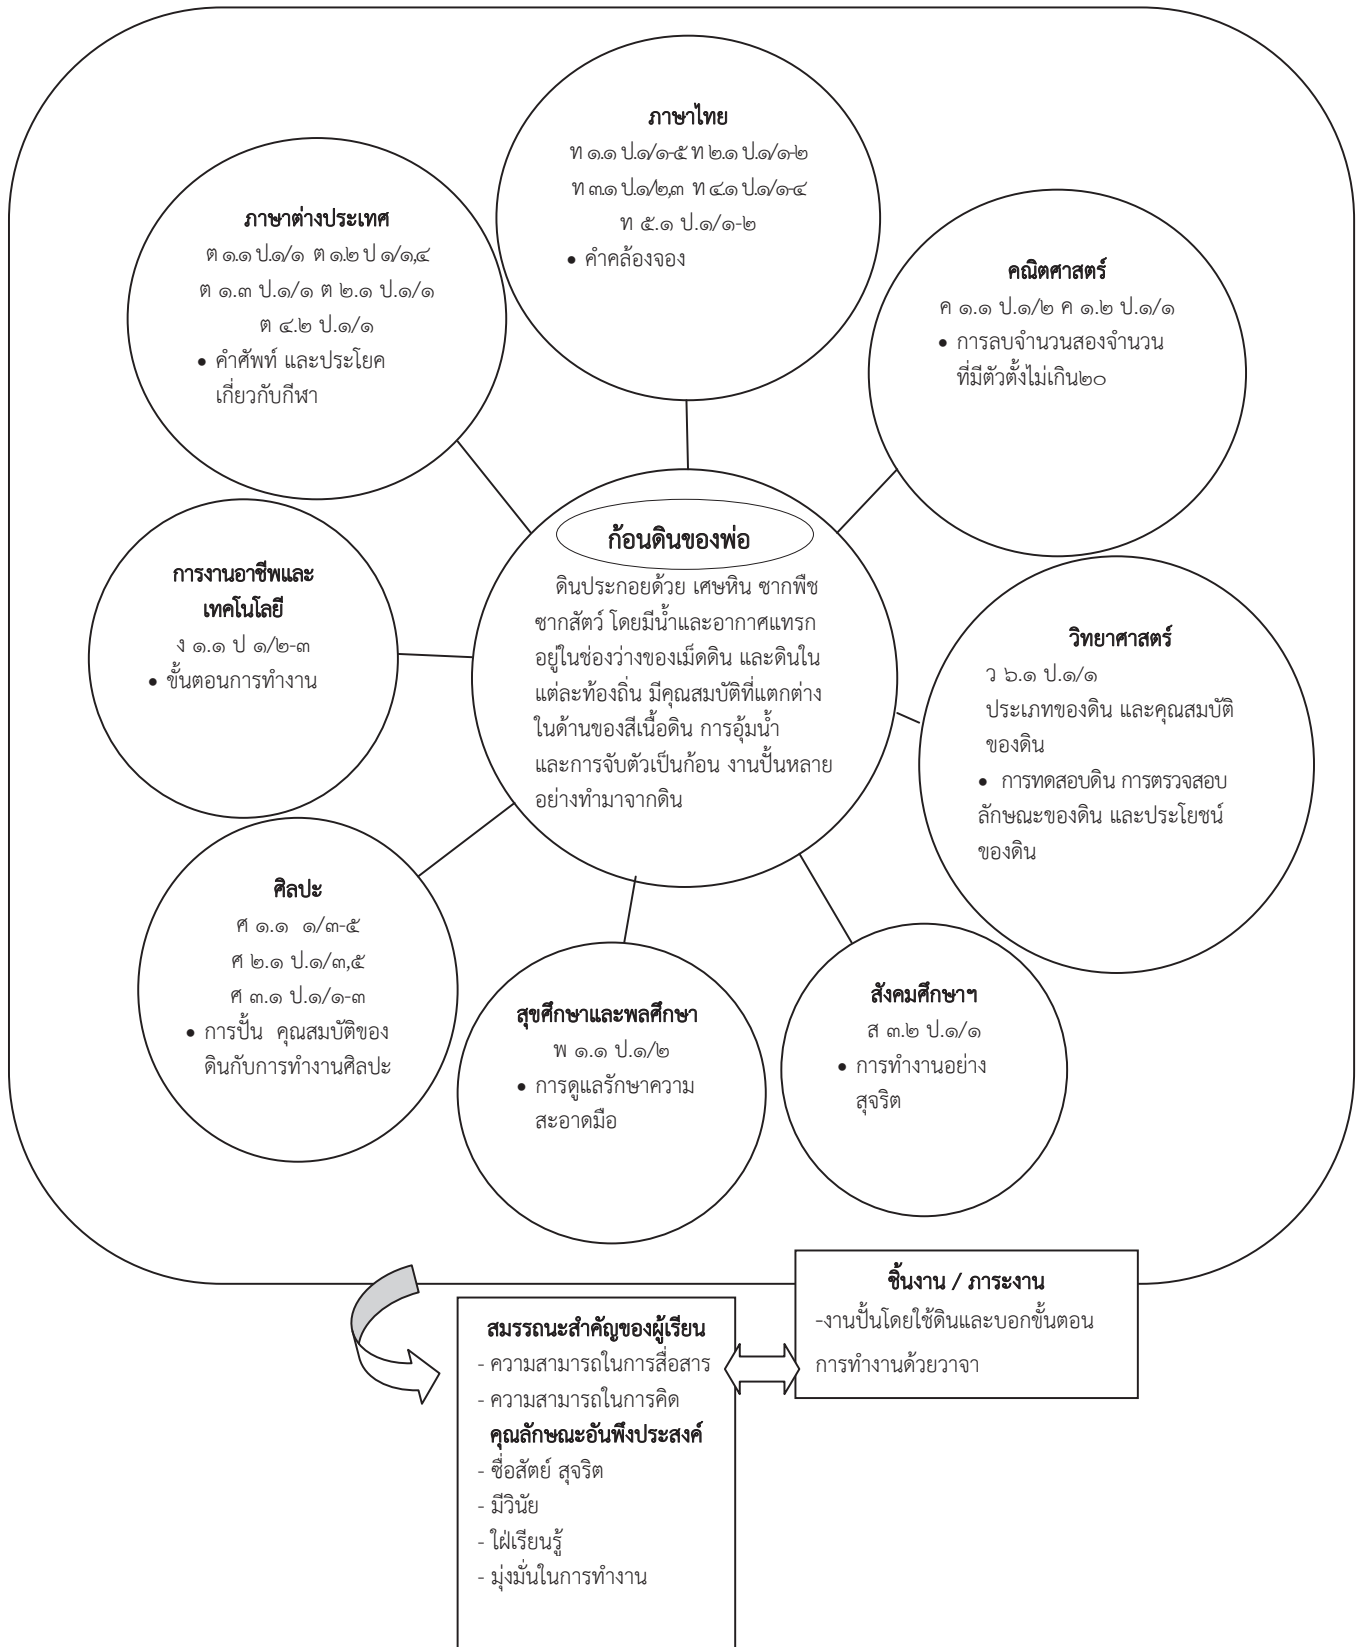 ภาษาไทย
ท ๑.๑ ป.๑/๑-๕ ท ๒.๑ ป.๑/๑-๒
ท ๓.๑ ป.๑/๒,๓ ท ๔.๑ ป.๑/๑-๔
ท ๕.๑ ป.๑/๑-๒
• คำคล้องจอง
ภาษาต่างประเทศ
ต ๑.๑ ป.๑/๑ ต ๑.๒ ป ๑/๑,๔
ต ๑.๓ ป.๑/๑ ต ๒.๑ ป.๑/๑
ต ๔.๒ ป.๑/๑
• คำศัพท์ และประโยค
เกี่ยวกับกีฬา
คณิตศาสตร์
ค ๑.๑ ป.๑/๒ ค ๑.๒ ป.๑/๑
• การลบจำนวนสองจำนวน
ที่มีตัวตั้งไม่เกิน๒๐
ก้อนดินของพ่อ
ดินประกอยด้วย เศษหิน ซากพืช
ซากสัตว์ โดยมีน้ำและอากาศแทรก
อยู่ในช่องว่างของเม็ดดิน และดินใน
แต่ละท้องถิ่น มีคุณสมบัติที่แตกต่าง
ในด้านของสีเนื้อดิน การอุ้มน้ำ
และการจับตัวเป็นก้อน งานปั้นหลาย
อย่างทำมาจากดิน
การงานอาชีพและ
เทคโนโลยี
ง ๑.๑ ป ๑/๒-๓
• ขั้นตอนการทำงาน
วิทยาศาสตร์
ว ๖.๑ ป.๑/๑
ประเภทของดิน และคุณสมบัติ
ของดิน
• การทดสอบดิน การตรวจสอบ
ลักษณะของดิน และประโยชน์
ของดิน
ศิลปะ
ศ ๑.๑ ๑/๓-๕
ศ ๒.๑ ป.๑/๓,๕
ศ ๓.๑ ป.๑/๑-๓
• การปั้น คุณสมบัติของ
ดินกับการทำงานศิลปะ
สุขศึกษาและพลศึกษา
พ ๑.๑ ป.๑/๒
• การดูแลรักษาความ
สะอาดมือ
สังคมศึกษาฯ
ส ๓.๒ ป.๑/๑
• การทำงานอย่าง
สุจริต
ชิ้นงาน / ภาระงาน
-งานปั้นโดยใช้ดินและบอกขั้นตอน
การทำงานด้วยวาจา
สมรรถนะสำคัญของผู้เรียน
- ความสามารถในการสื่อสาร
- ความสามารถในการคิด
คุณลักษณะอันพึงประสงค์
- ซื่อสัตย์ สุจริต
- มีวินัย
- ใฝ่เรียนรู้
- มุ่งมั่นในการทำงาน